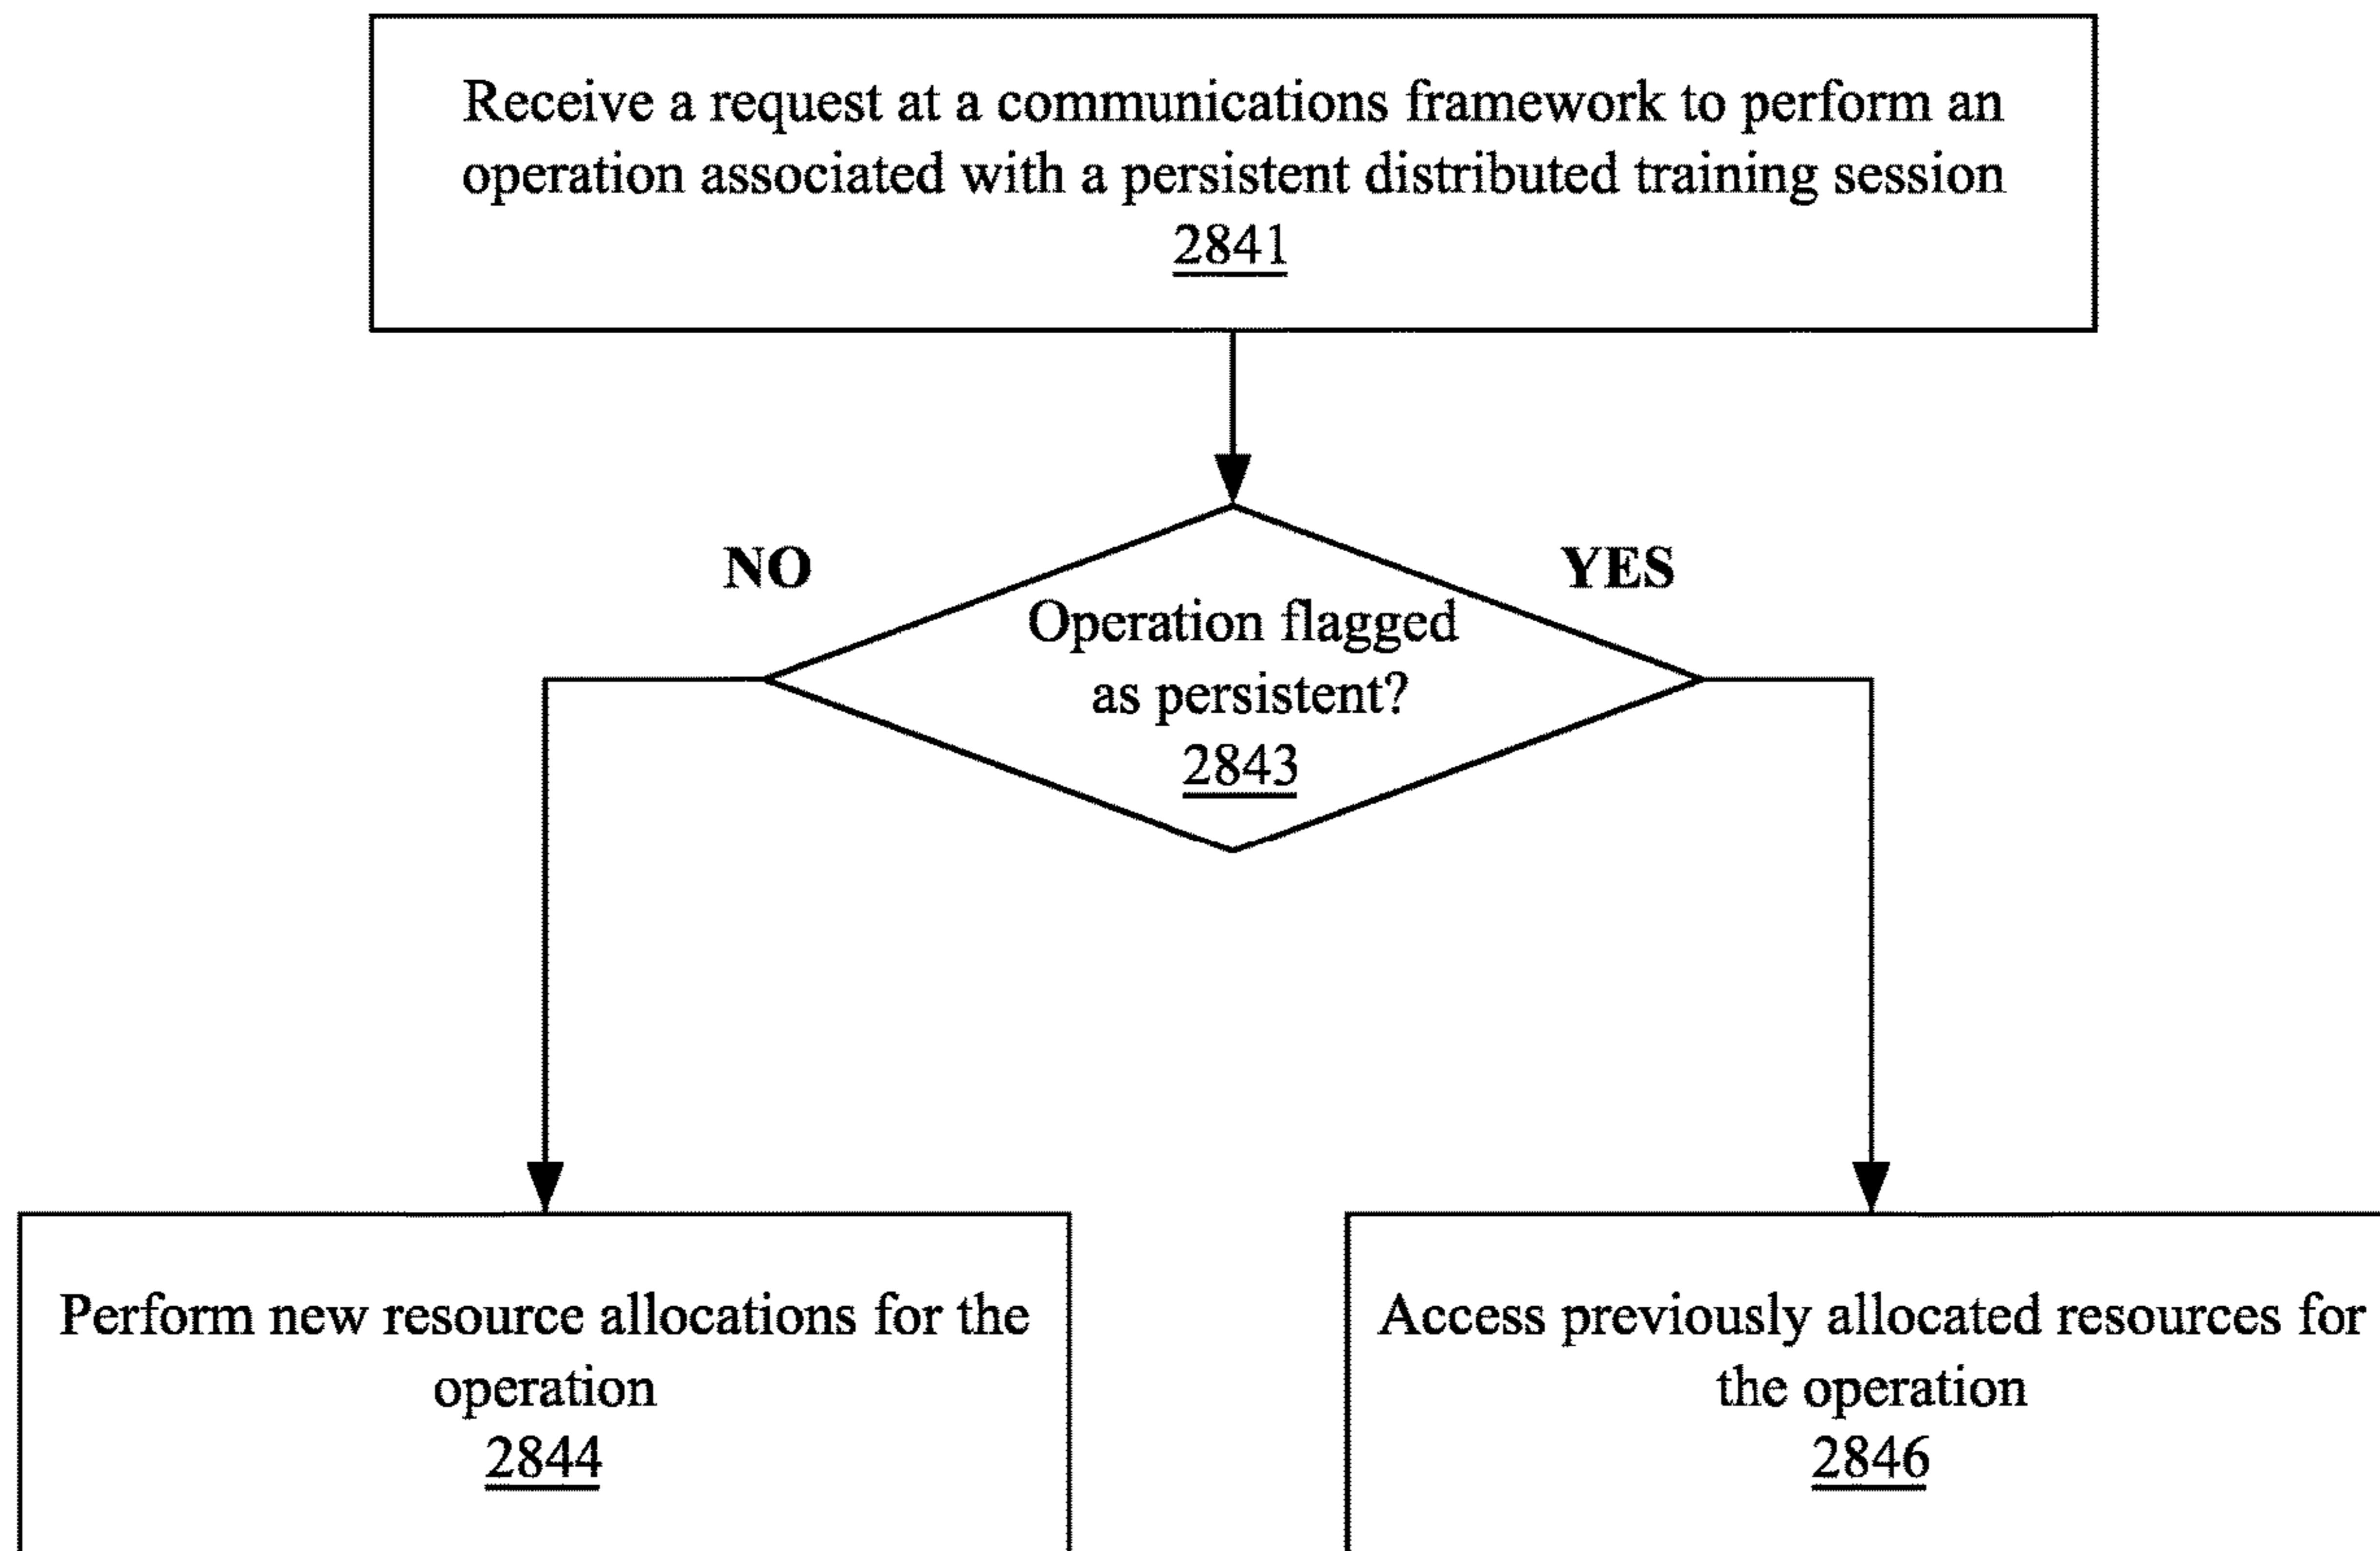 Receive a request at a communications framework to perform an
operation associated with a persistent distributed training session
2841
NO
YES
Operation flagged
as persistent?
2843
Perform new resource allocations for the
operation
2844
Access previously allocated resources for
the operation
2846